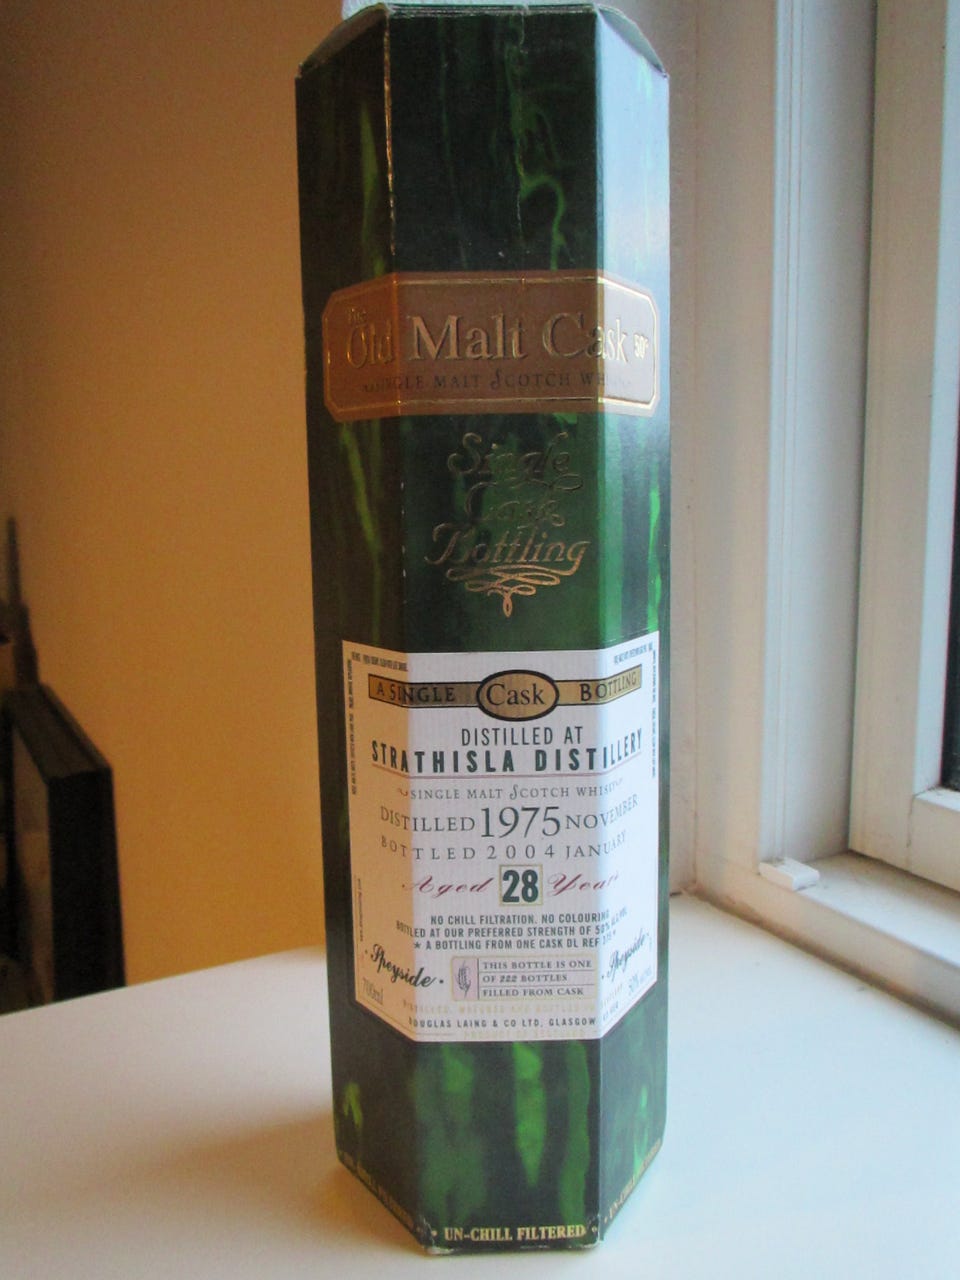 The
Old Malt Cask 50°
A SINGLE MALT SCOTCH
Single
Cask
Bottling
A SINGLE Cask BOTTLING
DISTILLED AT
STRATHISLA DISTILLERY
SINGLE MALT SCOTCH WHISKY
DISTILLED 1975 NOVEMBER
BOTTLED 2004 JANUARY
Aged 28 Years
NO CHILL FILTRATION. NO COLOURING
BOTTLED AT OUR PREFERRED STRENGTH OF 50% ALC/VOL
★ A BOTTLING FROM ONE CASK DL REF
Speyside
Speyside
THIS BOTTLE IS ONE
OF 222 BOTTLES
FILLED FROM CASK
700ml
50%
DOUGLAS LAING & CO LTD, GLASGOW
UN-CHILL FILTERED